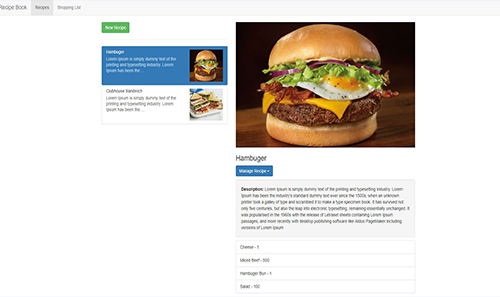 Recipe Book
Recipes
Shopping List
New Recipe
Hambuger
Lorem Ipsum is simply dummy text of the
printing and typesetting industry. Lorem
Ipsum has been the ...
Clubhouse Sandwich
Lorem Ipsum is simply dummy text of the
printing and typesetting industry. Lorem
Ipsum has been the ...
Hambuger
Manage Recipe
Description: Lorem Ipsum is simply dummy text of the printing and typesetting industry. Lorem
Ipsum has been the industry's standard dummy text ever since the 1500s, when an unknown
printer took a galley of type and scrambled it to make a type specimen book. It has survived not
only five centuries, but also the leap into electronic typesetting, remaining essentially unchanged. It
was popularised in the 1960s with the release of Letraset sheets containing Lorem Ipsum
passages, and more recently with desktop publishing software like Aldus PageMaker including
versions of Lorem Ipsum
Cheese - 1
Miced Beef - 500
Hambuger Bun - 1
Salad - 100